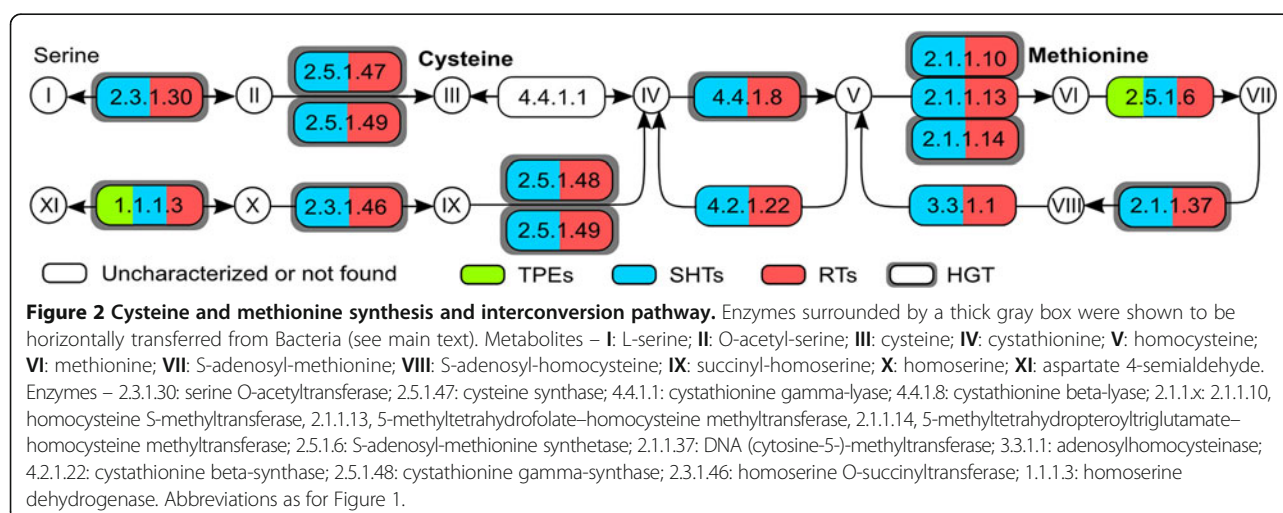 Serine
Cysteine
Methionine
I
2.3.1.30
II
2.5.1.47
2.5.1.49
III
4.4.1.1
IV
4.4.1.8
V
2.1.1.10
2.1.1.13
2.1.1.14
VI
2.5.1.6
VII
XI
1.1.1.3
X
2.3.1.46
IX
2.5.1.48
2.5.1.49
4.2.1.22
3.3.1.1
VIII
2.1.1.37
Uncharacterized or not found
TPEs
SHTs
RTs
HGT
Figure 2 Cysteine and methionine synthesis and interconversion pathway. Enzymes surrounded by a thick gray box were shown to be
horizontally transferred from Bacteria (see main text). Metabolites – I: L-serine; II: O-acetyl-serine; III: cysteine; IV: cystathionine; V: homocysteine;
VI: methionine; VII: S-adenosyl-methionine; VIII: S-adenosyl-homocysteine; IX: succinyl-homoserine; X: homoserine; XI: aspartate 4-semialdehyde.
Enzymes – 2.3.1.30: serine O-acetyltransferase; 2.5.1.47: cysteine synthase; 4.4.1.1: cystathionine gamma-lyase; 4.4.1.8: cystathionine beta-lyase; 2.1.1.x: 2.1.1.10,
homocysteine S-methyltransferase, 2.1.1.13, 5-methyltetrahydrofolate–homocysteine methyltransferase, 2.1.1.14, 5-methyltetrahydropteroyltriglutamate–
homocysteine methyltransferase; 2.5.1.6: S-adenosyl-methionine synthetase; 2.1.1.37: DNA (cytosine-5-)-methyltransferase; 3.3.1.1: adenosylhomocysteinase;
4.2.1.22: cystathionine beta-synthase; 2.5.1.48: cystathionine gamma-synthase; 2.3.1.46: homoserine O-succinyltransferase; 1.1.1.3: homoserine
dehydrogenase. Abbreviations as for Figure 1.